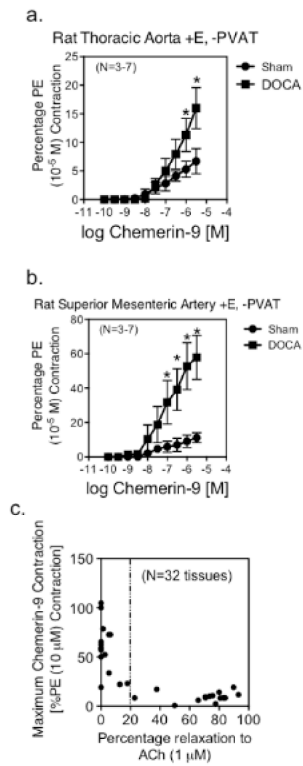 a.
Rat Thoracic Aorta +E, -PVAT
Percentage PE
(10⁻⁵ M) Contraction
25
20
15
10
5
0
(N=3-7)
*
*
Sham
DOCA
-11 -10 -9 -8 -7 -6 -5 -4
log Chemerin-9 [M]
b.
Rat Superior Mesenteric Artery +E, -PVAT
Percentage PE
(10⁻⁵ M) Contraction
80
60
40
20
0
(N=3-7)
*
*
*
*
Sham
DOCA
-11 -10 -9 -8 -7 -6 -5 -4
log Chemerin-9 [M]
c.
Maximum Chemerin-9 Contraction
[%PE (10 μM) Contraction]
150
100
50
0
(N=32 tissues)
0 20 40 60 80 100
Percentage relaxation to
ACh (1 μM)